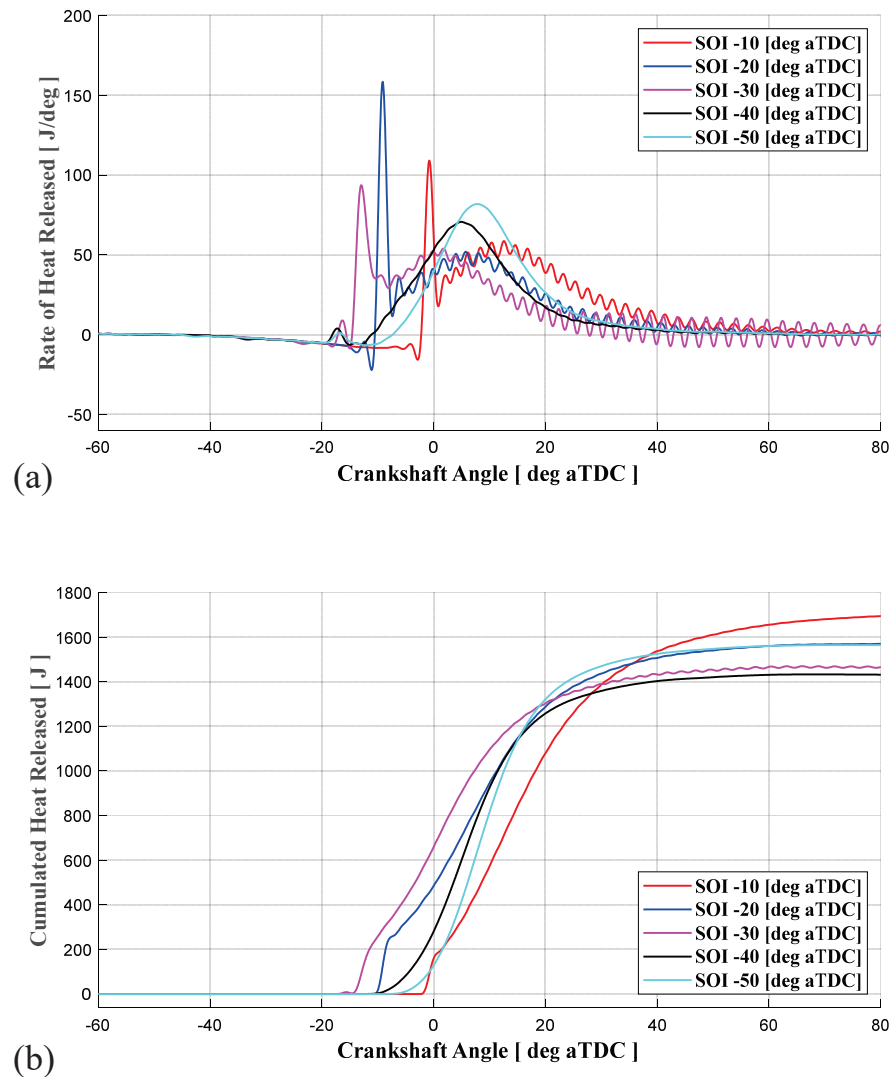 200
150
100
50
0
-50
Rate of Heat Released [ J/deg ]
SOI -10 [deg aTDC]
SOI -20 [deg aTDC]
SOI -30 [deg aTDC]
SOI -40 [deg aTDC]
SOI -50 [deg aTDC]
-60 -40 -20 0 20 40 60 80
Crankshaft Angle [ deg aTDC ]
(a)
1800
1600
1400
1200
1000
800
600
400
200
0
Cumulated Heat Released [ J ]
SOI -10 [deg aTDC]
SOI -20 [deg aTDC]
SOI -30 [deg aTDC]
SOI -40 [deg aTDC]
SOI -50 [deg aTDC]
-60 -40 -20 0 20 40 60 80
Crankshaft Angle [ deg aTDC ]
(b)